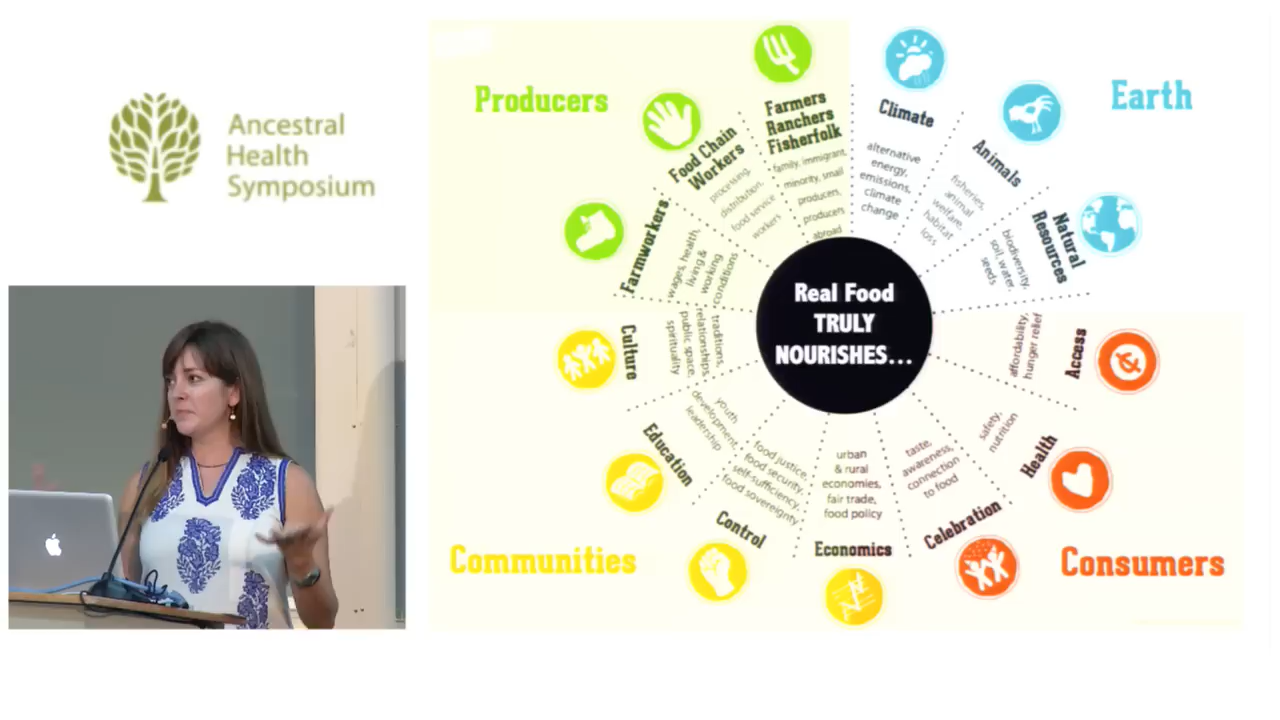 Ancestral
Health
Symposium
Producers
Earth
Communities
Consumers
Real Food
TRULY
NOURISHES...
Farmers
Ranchers
Fisherfolk
family, immigrant,
minority, small
producers,
producers
abroad
Climate
alternative
energy,
emissions,
climate
change
Animals
fisheries,
animal
welfare,
habitat
loss
Natural
Resources
biodiversity,
soil, water,
seeds
Access
affordability,
hunger relief
Health
safety,
nutrition
Celebration
taste,
awareness,
connection
to food
Economics
urban
& rural
economies,
fair trade,
food policy
Control
food justice,
food security,
self-sufficiency,
food sovereignty
Education
youth
development,
leadership
Culture
traditions,
relationships,
public space,
spirituality
Farmworkers
wages, health,
living &
working
conditions
Food Chain
Workers
processing,
distribution,
food service
workers